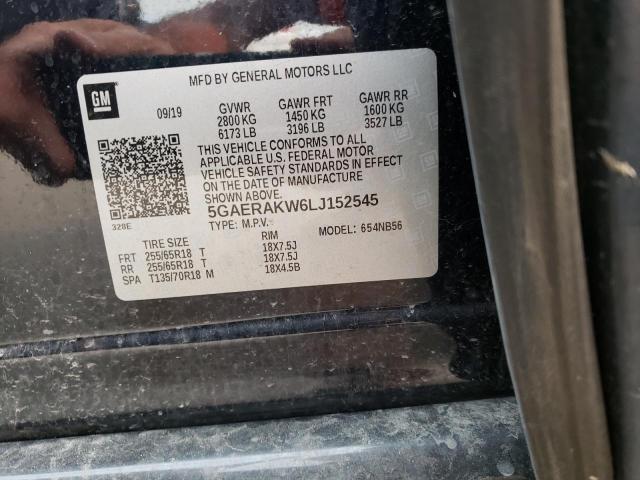 MFD BY GENERAL MOTORS LLC
GM
09/19 GVWR GAWR FRT GAWR RR
2800 KG 1450 KG 1600 KG
6173 LB 3196 LB 3527 LB
THIS VEHICLE CONFORMS TO ALL
APPLICABLE U.S. FEDERAL MOTOR
VEHICLE SAFETY STANDARDS IN EFFECT
ON THE DATE OF MANUFACTURE
SHOWN ABOVE.
5GAERAKW6LJ152545
328E TYPE: M.P.V. MODEL: 654NB56
TIRE SIZE RIM
FRT 255/65R18 T 18X7.5J
RR 255/65R18 T 18X7.5J
SPA T135/70R18 M 18X4.5B